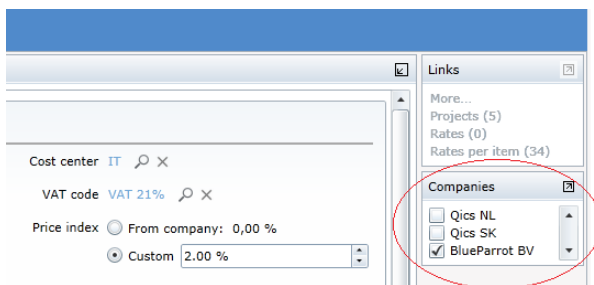 Links
More...
Projects (5)
Rates (0)
Rates per item (34)
Cost center IT
VAT code VAT 21%
Price index From company: 0,00 %
Custom 2.00 %
Companies
Qics NL
Qics SK
BlueParrot BV